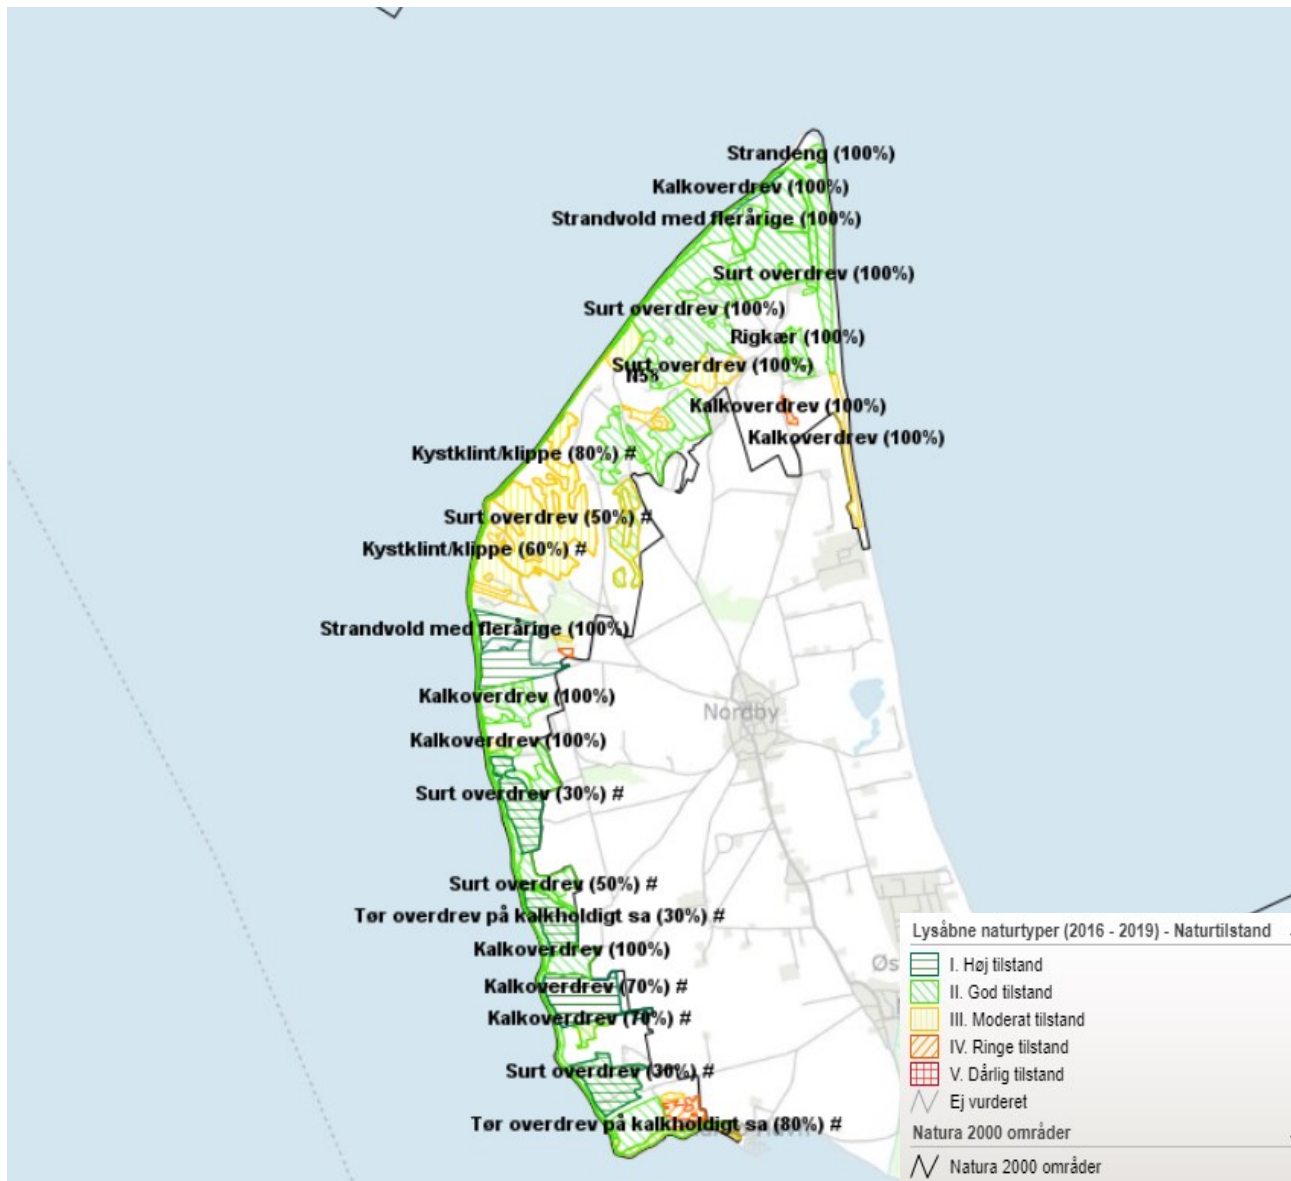 Strandeng (100%)
Kalkoverdrev (100%)
Strandvold med flerårige (100%)
Surt overdrev (100%)
Surt overdrev (100%)
Rigkær (100%)
Surt overdrev (100%)
N58
Kalkoverdrev (100%)
Kalkoverdrev (100%)
Kystklint/klippe (80%) #
Surt overdrev (50%) #
Kystklint/klippe (60%) #
Strandvold med flerårige (100%)
Kalkoverdrev (100%)
Nordby
Kalkoverdrev (100%)
Surt overdrev (30%) #
Surt overdrev (50%) #
Tør overdrev på kalkholdigt sa (30%) #
Kalkoverdrev (100%)
Kalkoverdrev (70%) #
Kalkoverdrev (70%) #
Surt overdrev (30%) #
Tør overdrev på kalkholdigt sa (80%) #
Lysåbne naturtyper (2016 - 2019) - Naturtilstand
I. Høj tilstand
II. God tilstand
III. Moderat tilstand
IV. Ringe tilstand
V. Dårlig tilstand
Ej vurderet
Natura 2000 områder
Natura 2000 områder